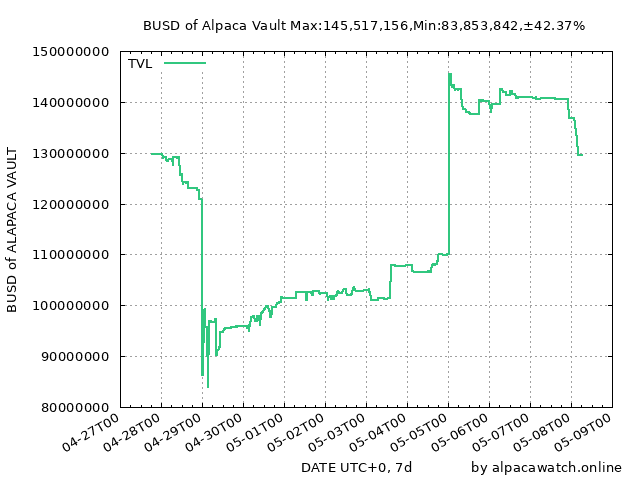 BUSD of Alpaca Vault Max:145,517,156,Min:83,853,842,±42.37%
TVL
150000000
140000000
130000000
120000000
110000000
100000000
90000000
80000000
BUSD of ALAPACA VAULT
04-27T00
04-28T00
04-29T00
04-30T00
05-01T00
05-02T00
05-03T00
05-04T00
05-05T00
05-06T00
05-07T00
05-08T00
05-09T00
DATE UTC+0, 7d
by alpacawatch.online